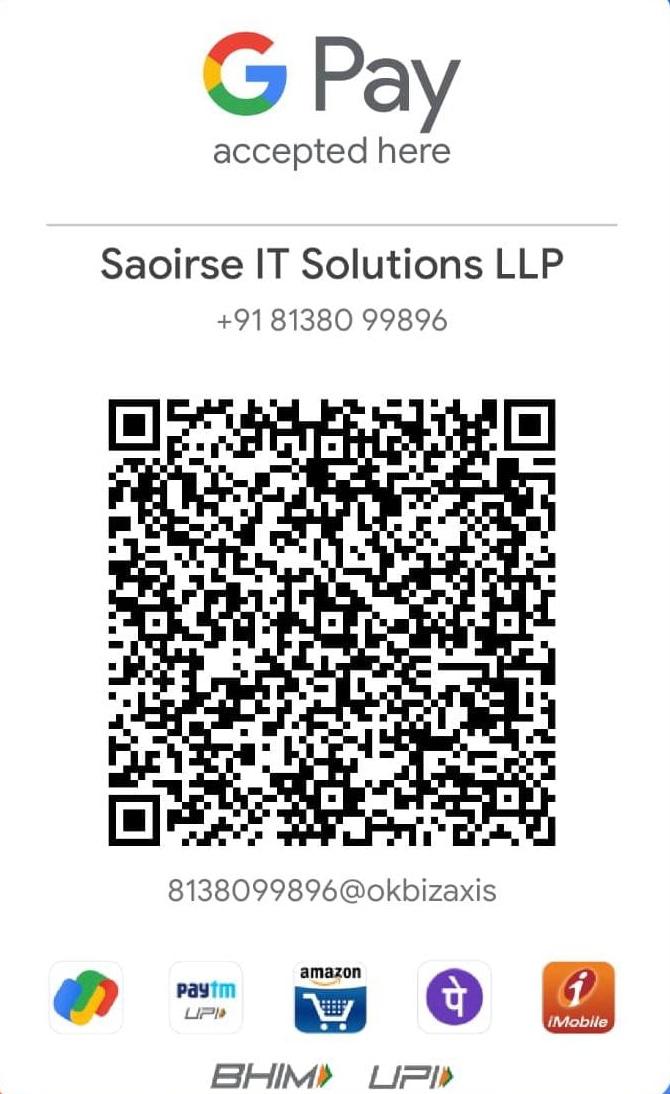 G Pay
accepted here
Saoirse IT Solutions LLP
+91 81380 99896
8138099896@okbizaxis
paytm
UPI
amazon
पे
i
iMobile
BHIM UPI